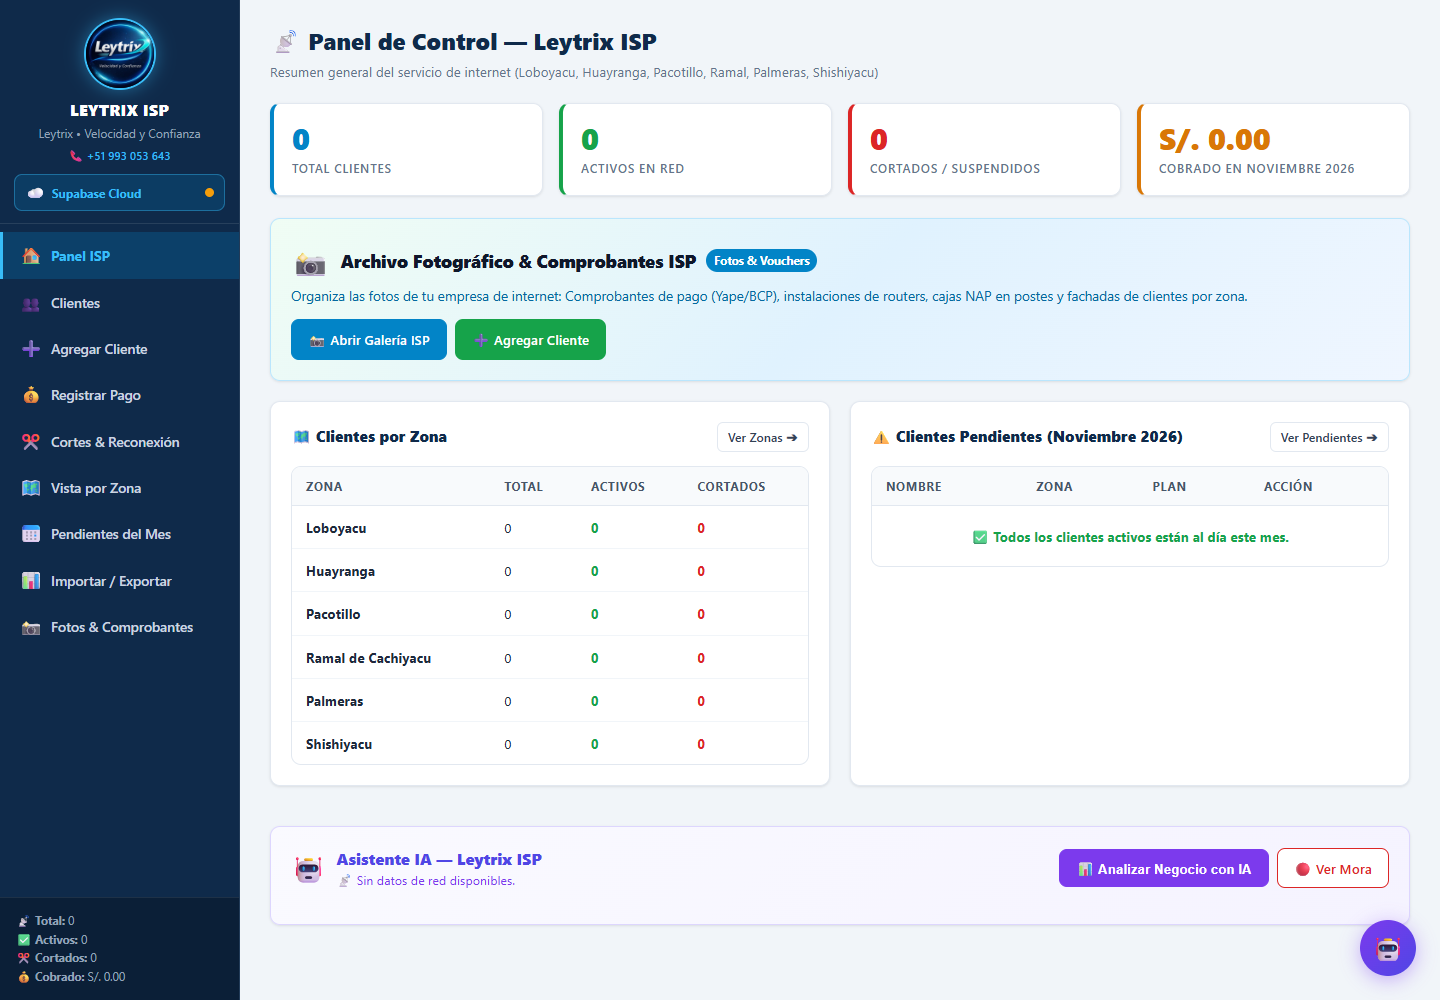 Leytrix
Velocidad y Confianza
LEYTRIX ISP
Leytrix • Velocidad y Confianza
📞 +51 993 053 643
☁️ Supabase Cloud
🏠 Panel ISP
👥 Clientes
➕ Agregar Cliente
💰 Registrar Pago
✂️ Cortes & Reconexión
🗺️ Vista por Zona
📅 Pendientes del Mes
📊 Importar / Exportar
📸 Fotos & Comprobantes
📡 Total: 0
✅ Activos: 0
✂️ Cortados: 0
💰 Cobrado: S/. 0.00
📡 Panel de Control — Leytrix ISP
Resumen general del servicio de internet (Loboyacu, Huayranga, Pacotillo, Ramal, Palmeras, Shishiyacu)
0
TOTAL CLIENTES
0
ACTIVOS EN RED
0
CORTADOS / SUSPENDIDOS
S/. 0.00
COBRADO EN NOVIEMBRE 2026
📸 Archivo Fotográfico & Comprobantes ISP Fotos & Vouchers
Organiza las fotos de tu empresa de internet: Comprobantes de pago (Yape/BCP), instalaciones de routers, cajas NAP en postes y fachadas de clientes por zona.
📸 Abrir Galería ISP ➕ Agregar Cliente
🗺️ Clientes por Zona Ver Zonas ➔
ZONA TOTAL ACTIVOS CORTADOS
Loboyacu 0 0 0
Huayranga 0 0 0
Pacotillo 0 0 0
Ramal de Cachiyacu 0 0 0
Palmeras 0 0 0
Shishiyacu 0 0 0
⚠️ Clientes Pendientes (Noviembre 2026) Ver Pendientes ➔
NOMBRE ZONA PLAN ACCIÓN
✅ Todos los clientes activos están al día este mes.
🤖 Asistente IA — Leytrix ISP
📡 Sin datos de red disponibles.
📊 Analizar Negocio con IA 🔴 Ver Mora